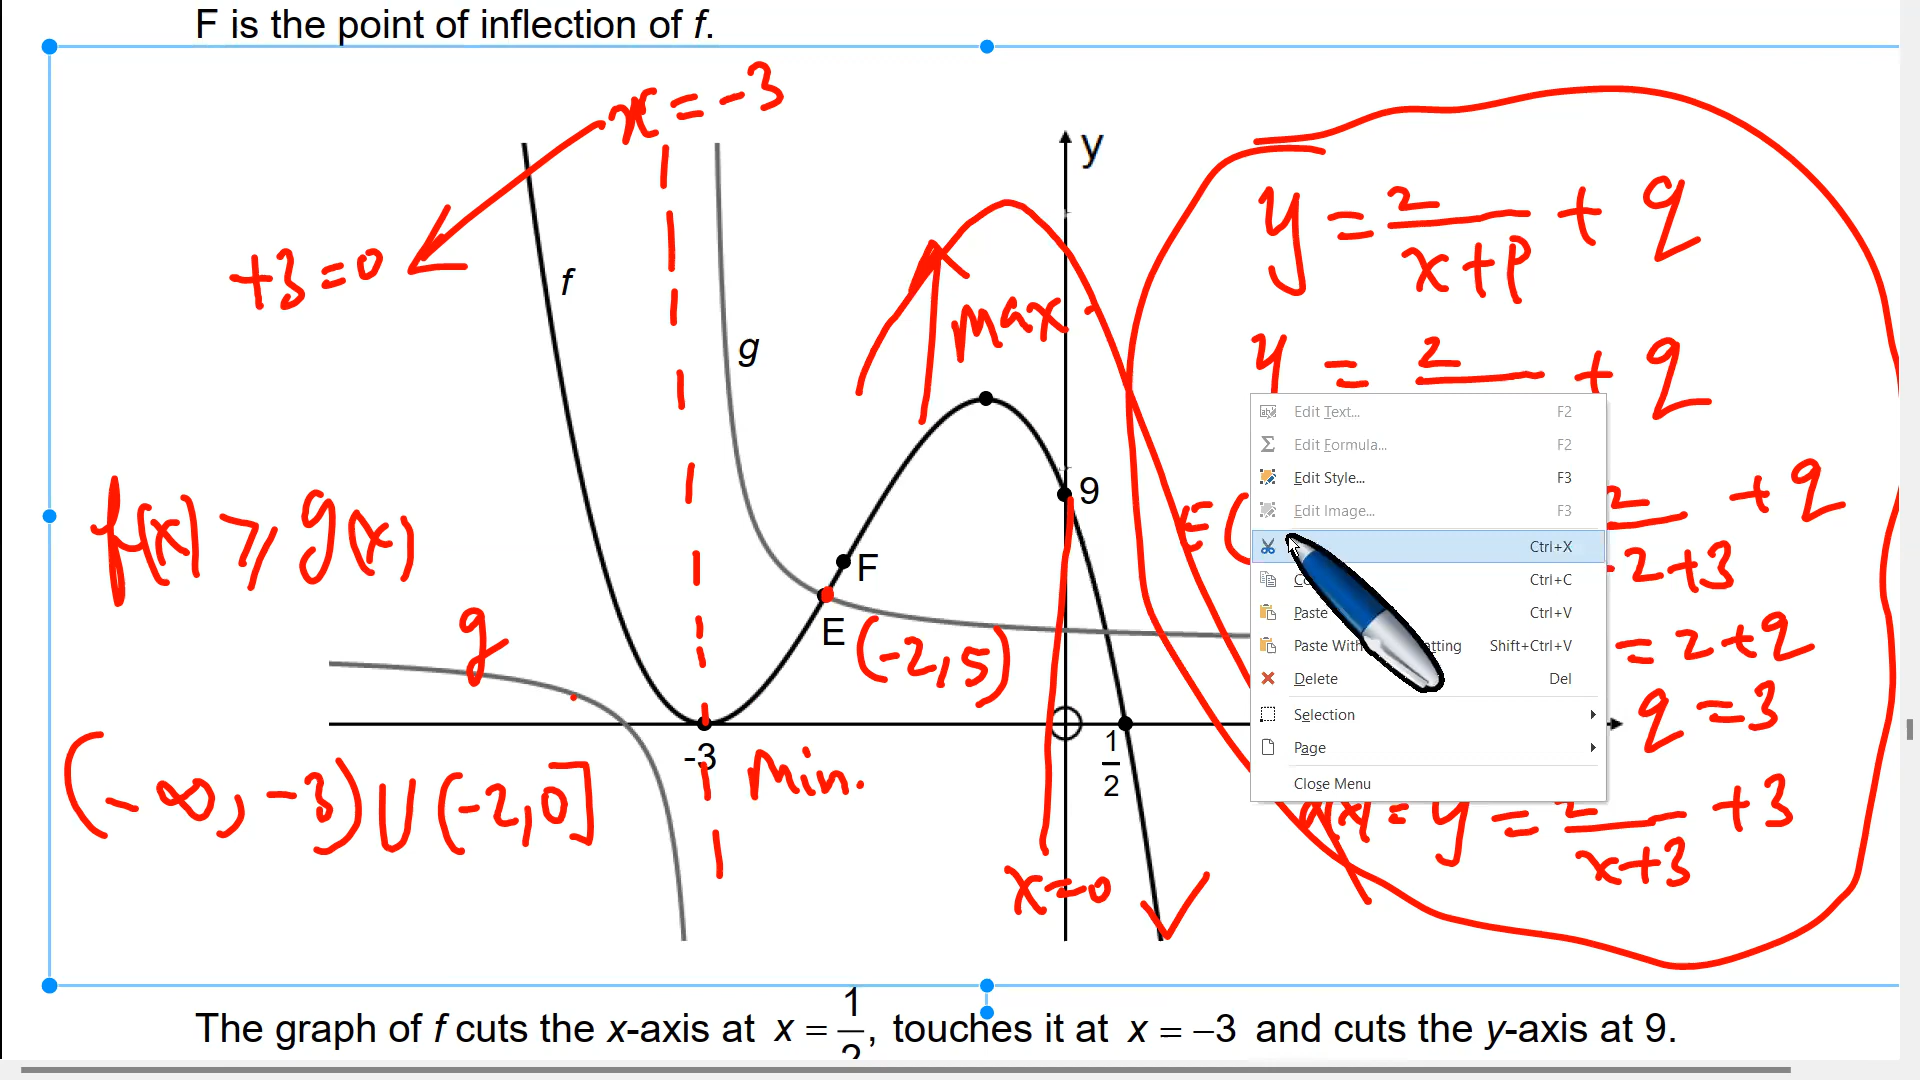 F is the point of inflection of f.
x = -3
y
+3 = 0
f
g
max.
y = 2/(x+p) + q
y = 2/ + q
9
f(x) ≥ g(x)
F
E
E(
2/-2+3 + q
(-2, 5)
g
= 2 + q
q = 3
-3
min.
1/2
(-∞, -3) ∪ (-2, 0]
x = 0
g(x) = y = 2/(x+3) + 3
Edit Text... F2
Edit Formula... F2
Edit Style... F3
Edit Image... F3
Ctrl+X
Ctrl+C
Paste Ctrl+V
Paste Shift+Ctrl+V
Delete Del
Selection
Page
Close Menu
The graph of f cuts the x-axis at x = 1/2, touches it at x = −3 and cuts the y-axis at 9.